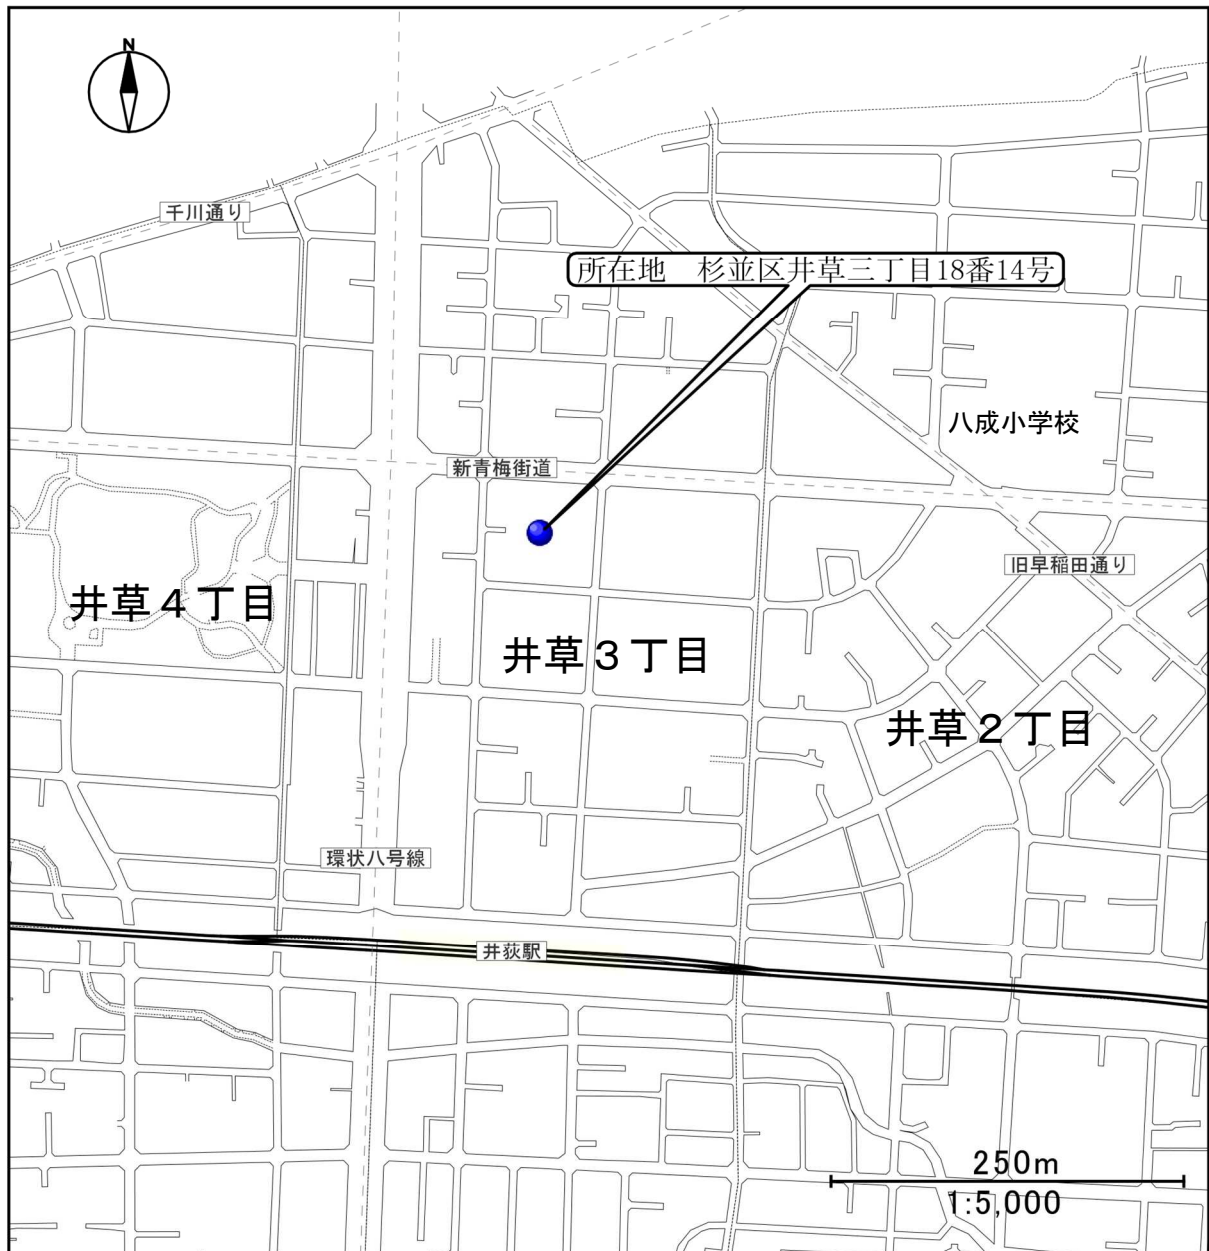 N
千川通り
所在地　杉並区井草三丁目18番14号
八成小学校
新青梅街道
旧早稲田通り
井草４丁目
井草３丁目
井草２丁目
環状八号線
井荻駅
250m
1:5,000